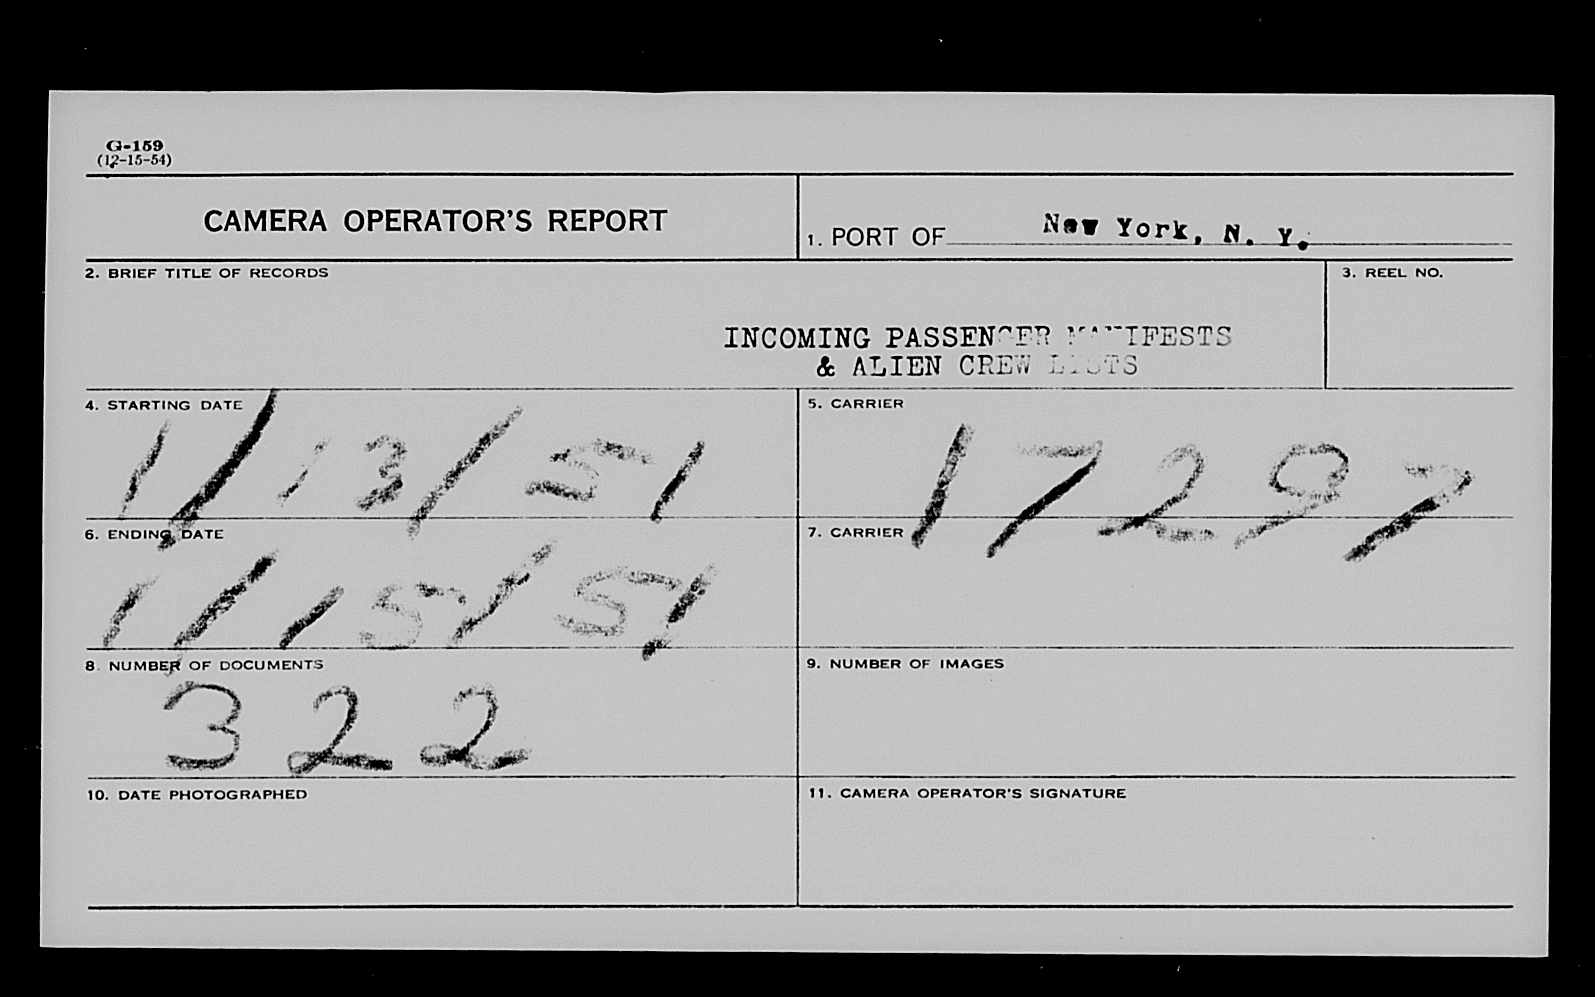 G-159
(12-15-54)
CAMERA OPERATOR'S REPORT
1. PORT OF New York, N. Y.
2. BRIEF TITLE OF RECORDS
3. REEL NO.
INCOMING PASSENGER MANIFESTS
& ALIEN CREW LISTS
4. STARTING DATE
1/13/51
5. CARRIER
17297
6. ENDING DATE
1/15/51
7. CARRIER
8. NUMBER OF DOCUMENTS
322
9. NUMBER OF IMAGES
10. DATE PHOTOGRAPHED
11. CAMERA OPERATOR'S SIGNATURE